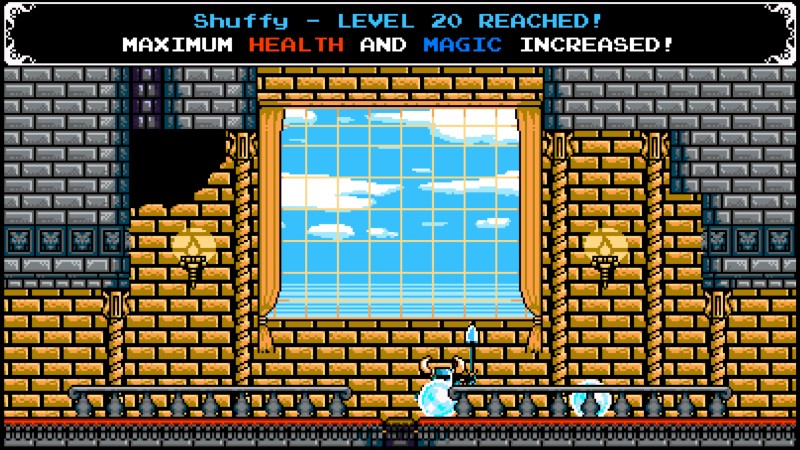 Shuffy - LEVEL 20 REACHED!
MAXIMUM HEALTH AND MAGIC INCREASED!